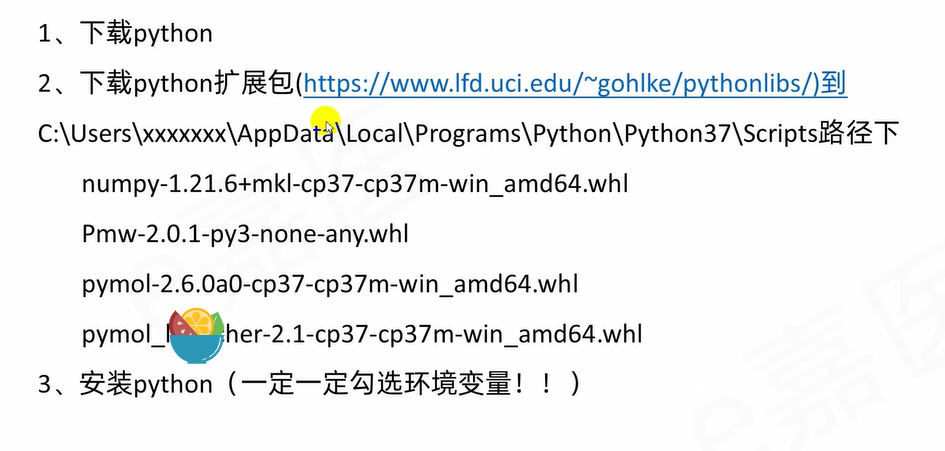 1、下载python
2、下载python扩展包(https://www.lfd.uci.edu/~gohlke/pythonlibs/)到
C:\Users\xxxxxxx\AppData\Local\Programs\Python\Python37\Scripts路径下
numpy-1.21.6+mkl-cp37-cp37m-win_amd64.whl
Pmw-2.0.1-py3-none-any.whl
pymol-2.6.0a0-cp37-cp37m-win_amd64.whl
pymol_ her-2.1-cp37-cp37m-win_amd64.whl
3、安装python（一定一定勾选环境变量！！）